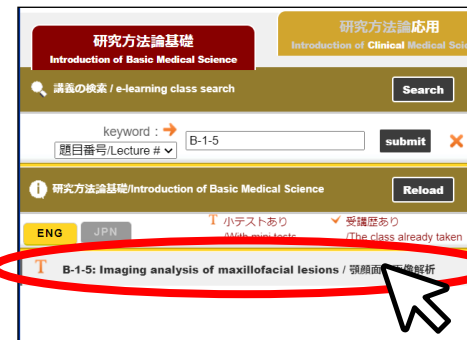 研究方法論基礎
Introduction of Basic Medical Science
研究方法論応用
Introduction of Clinical Medical Scie
講義の検索 / e-learning class search
Search
keyword :
題目番号/Lecture #
B-1-5
submit
研究方法論基礎/Introduction of Basic Medical Science
Reload
ENG
JPN
T 小テストあり
/With mini tests
受講歴あり
/The class already taken
T B-1-5: Imaging analysis of maxillofacial lesions / 顎顔面 画像解析